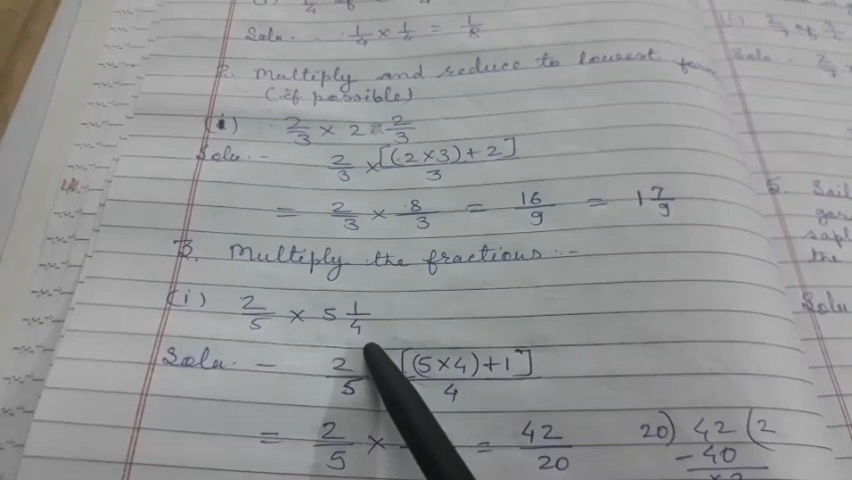 Solu. 1/4 × 1/4 = 1/8
2. Multiply and reduce to lowest
(if possible)
(i) 2/3 × 2 2/3
Solu. - 2/3 × [(2×3)+2]/3
= 2/3 × 8/3 = 16/9 = 1 7/9
3. Multiply the fractions :-
(i) 2/5 × 5 1/4
Solu. - 2/5 [(5×4)+1]/4
= 2/5 × = 42/20 20) 42 (2
-40
5.
the
Solu